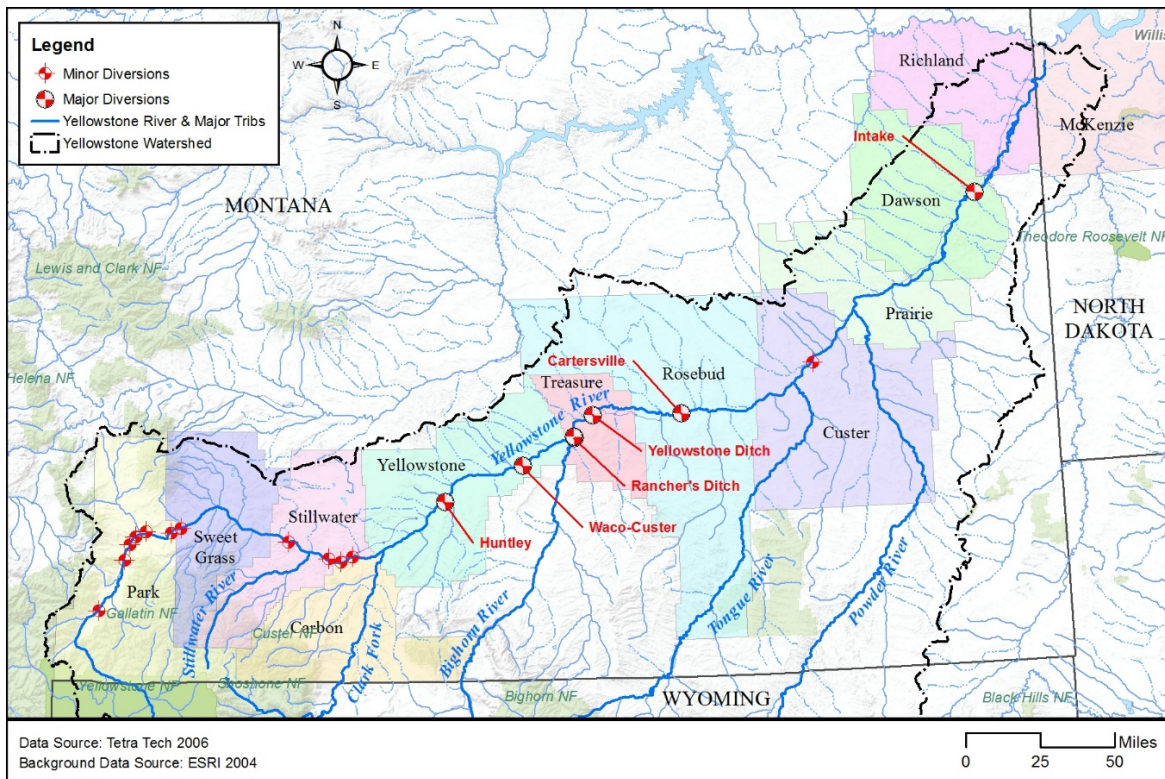 Legend
Minor Diversions
Major Diversions
Yellowstone River & Major Tribs
Yellowstone Watershed
N
W
E
S
Willis
Richland
McKenzie
Intake
MONTANA
Dawson
Theodore Roosevelt NF
Lewis and Clark NF
NORTH
DAKOTA
Prairie
Helena NF
Cartersville
Rosebud
Treasure
Yellowstone River
Custer
Yellowstone Ditch
Yellowstone
Rancher's Ditch
Waco-Custer
Stillwater
Huntley
Sweet
Grass
Park
Gallatin NF
Stillwater River
Custer NF
Carbon
Clark Fork
Bighorn River
Tongue River
Powder River
Yellowstone NF
Shoshone NF
Bighorn NF
WYOMING
Black Hills NF
Data Source: Tetra Tech 2006
Background Data Source: ESRI 2004
Miles
0 25 50